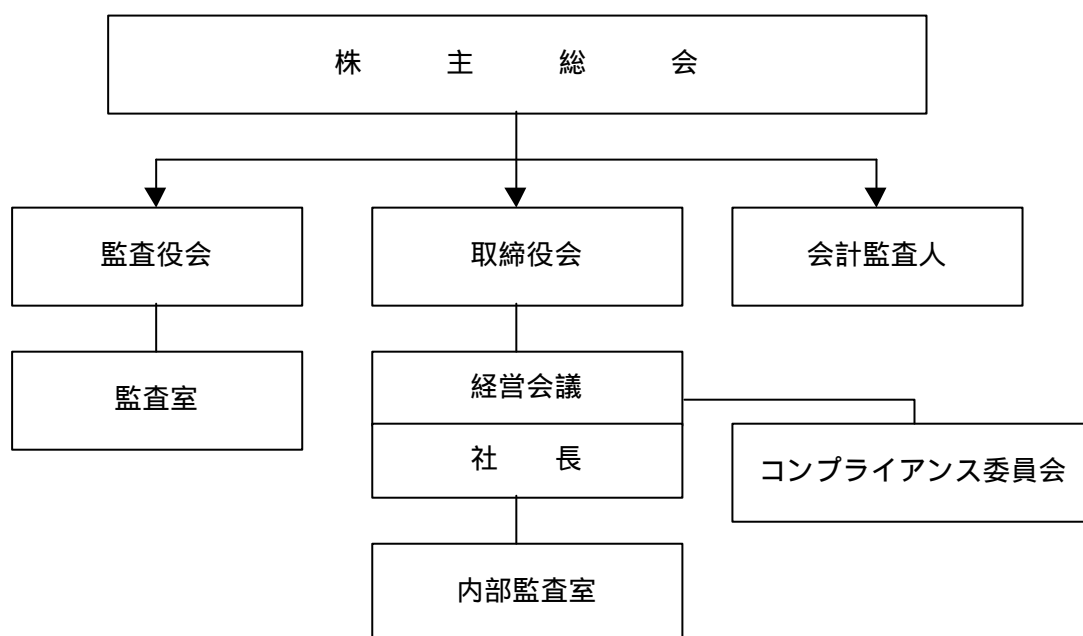 株　主　総　会
監査役会
取締役会
会計監査人
監査室
経営会議
社　長
コンプライアンス委員会
内部監査室